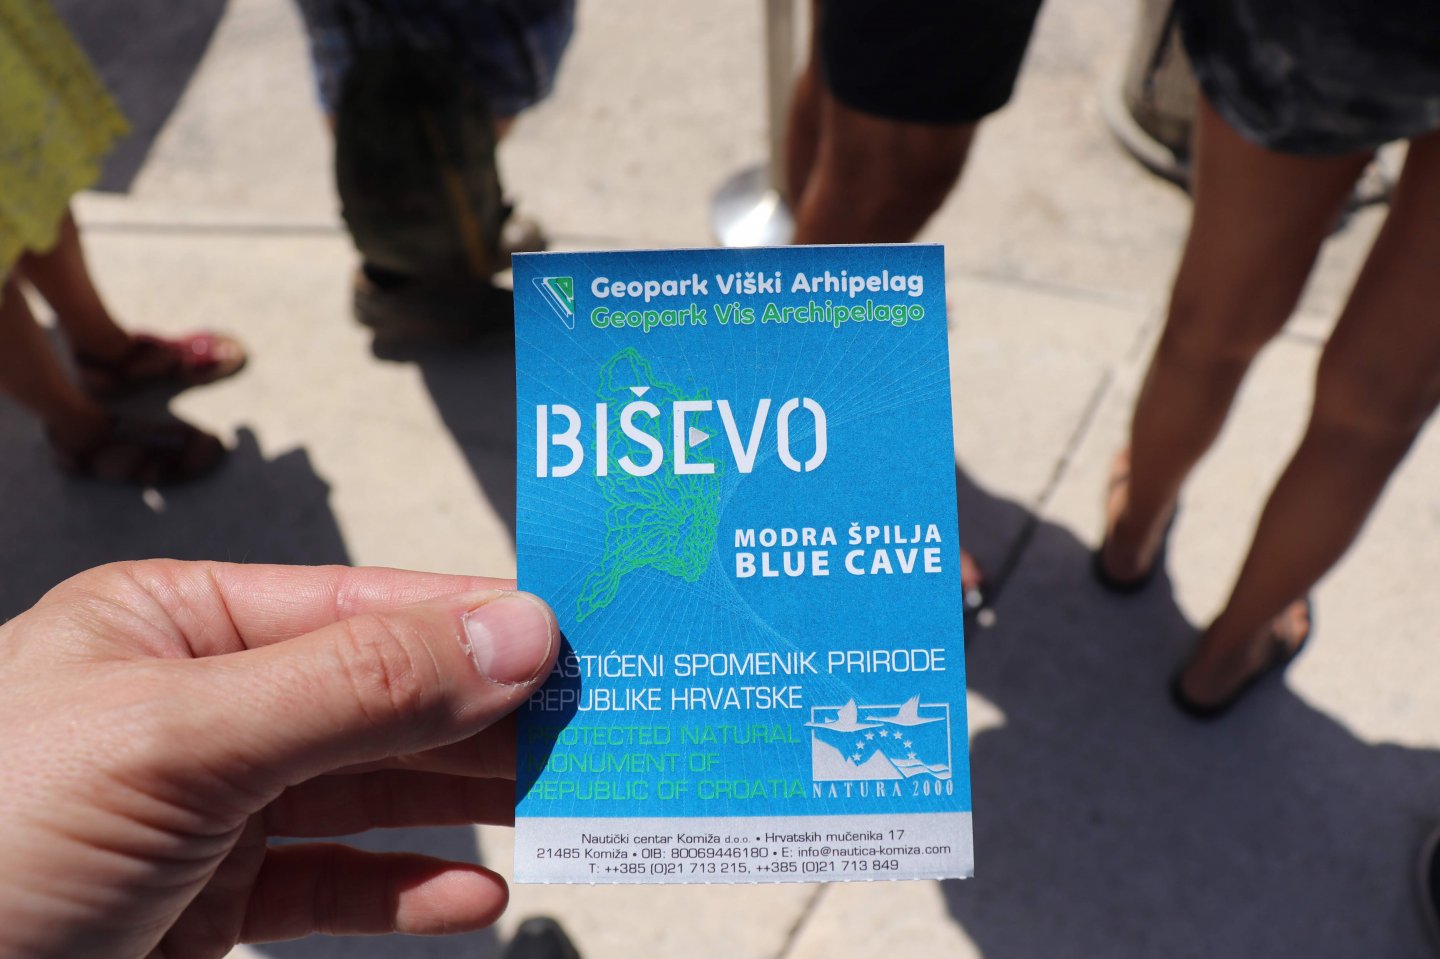 Geopark Viški Arhipelag
Geopark Vis Archipelago
BIŠEVO
MODRA ŠPILJA
BLUE CAVE
AŠTIĆENI SPOMENIK PRIRODE
REPUBLIKE HRVATSKE
PROTECTED NATURAL
MONUMENT OF
REPUBLIC OF CROATIA
NATURA 2000
Nautički centar Komiža d.o.o. • Hrvatskih mučenika 17
21485 Komiža • OIB: 80069446180 • E: info@nautica-komiza.com
T: ++385 (0)21 713 215, ++385 (0)21 713 849